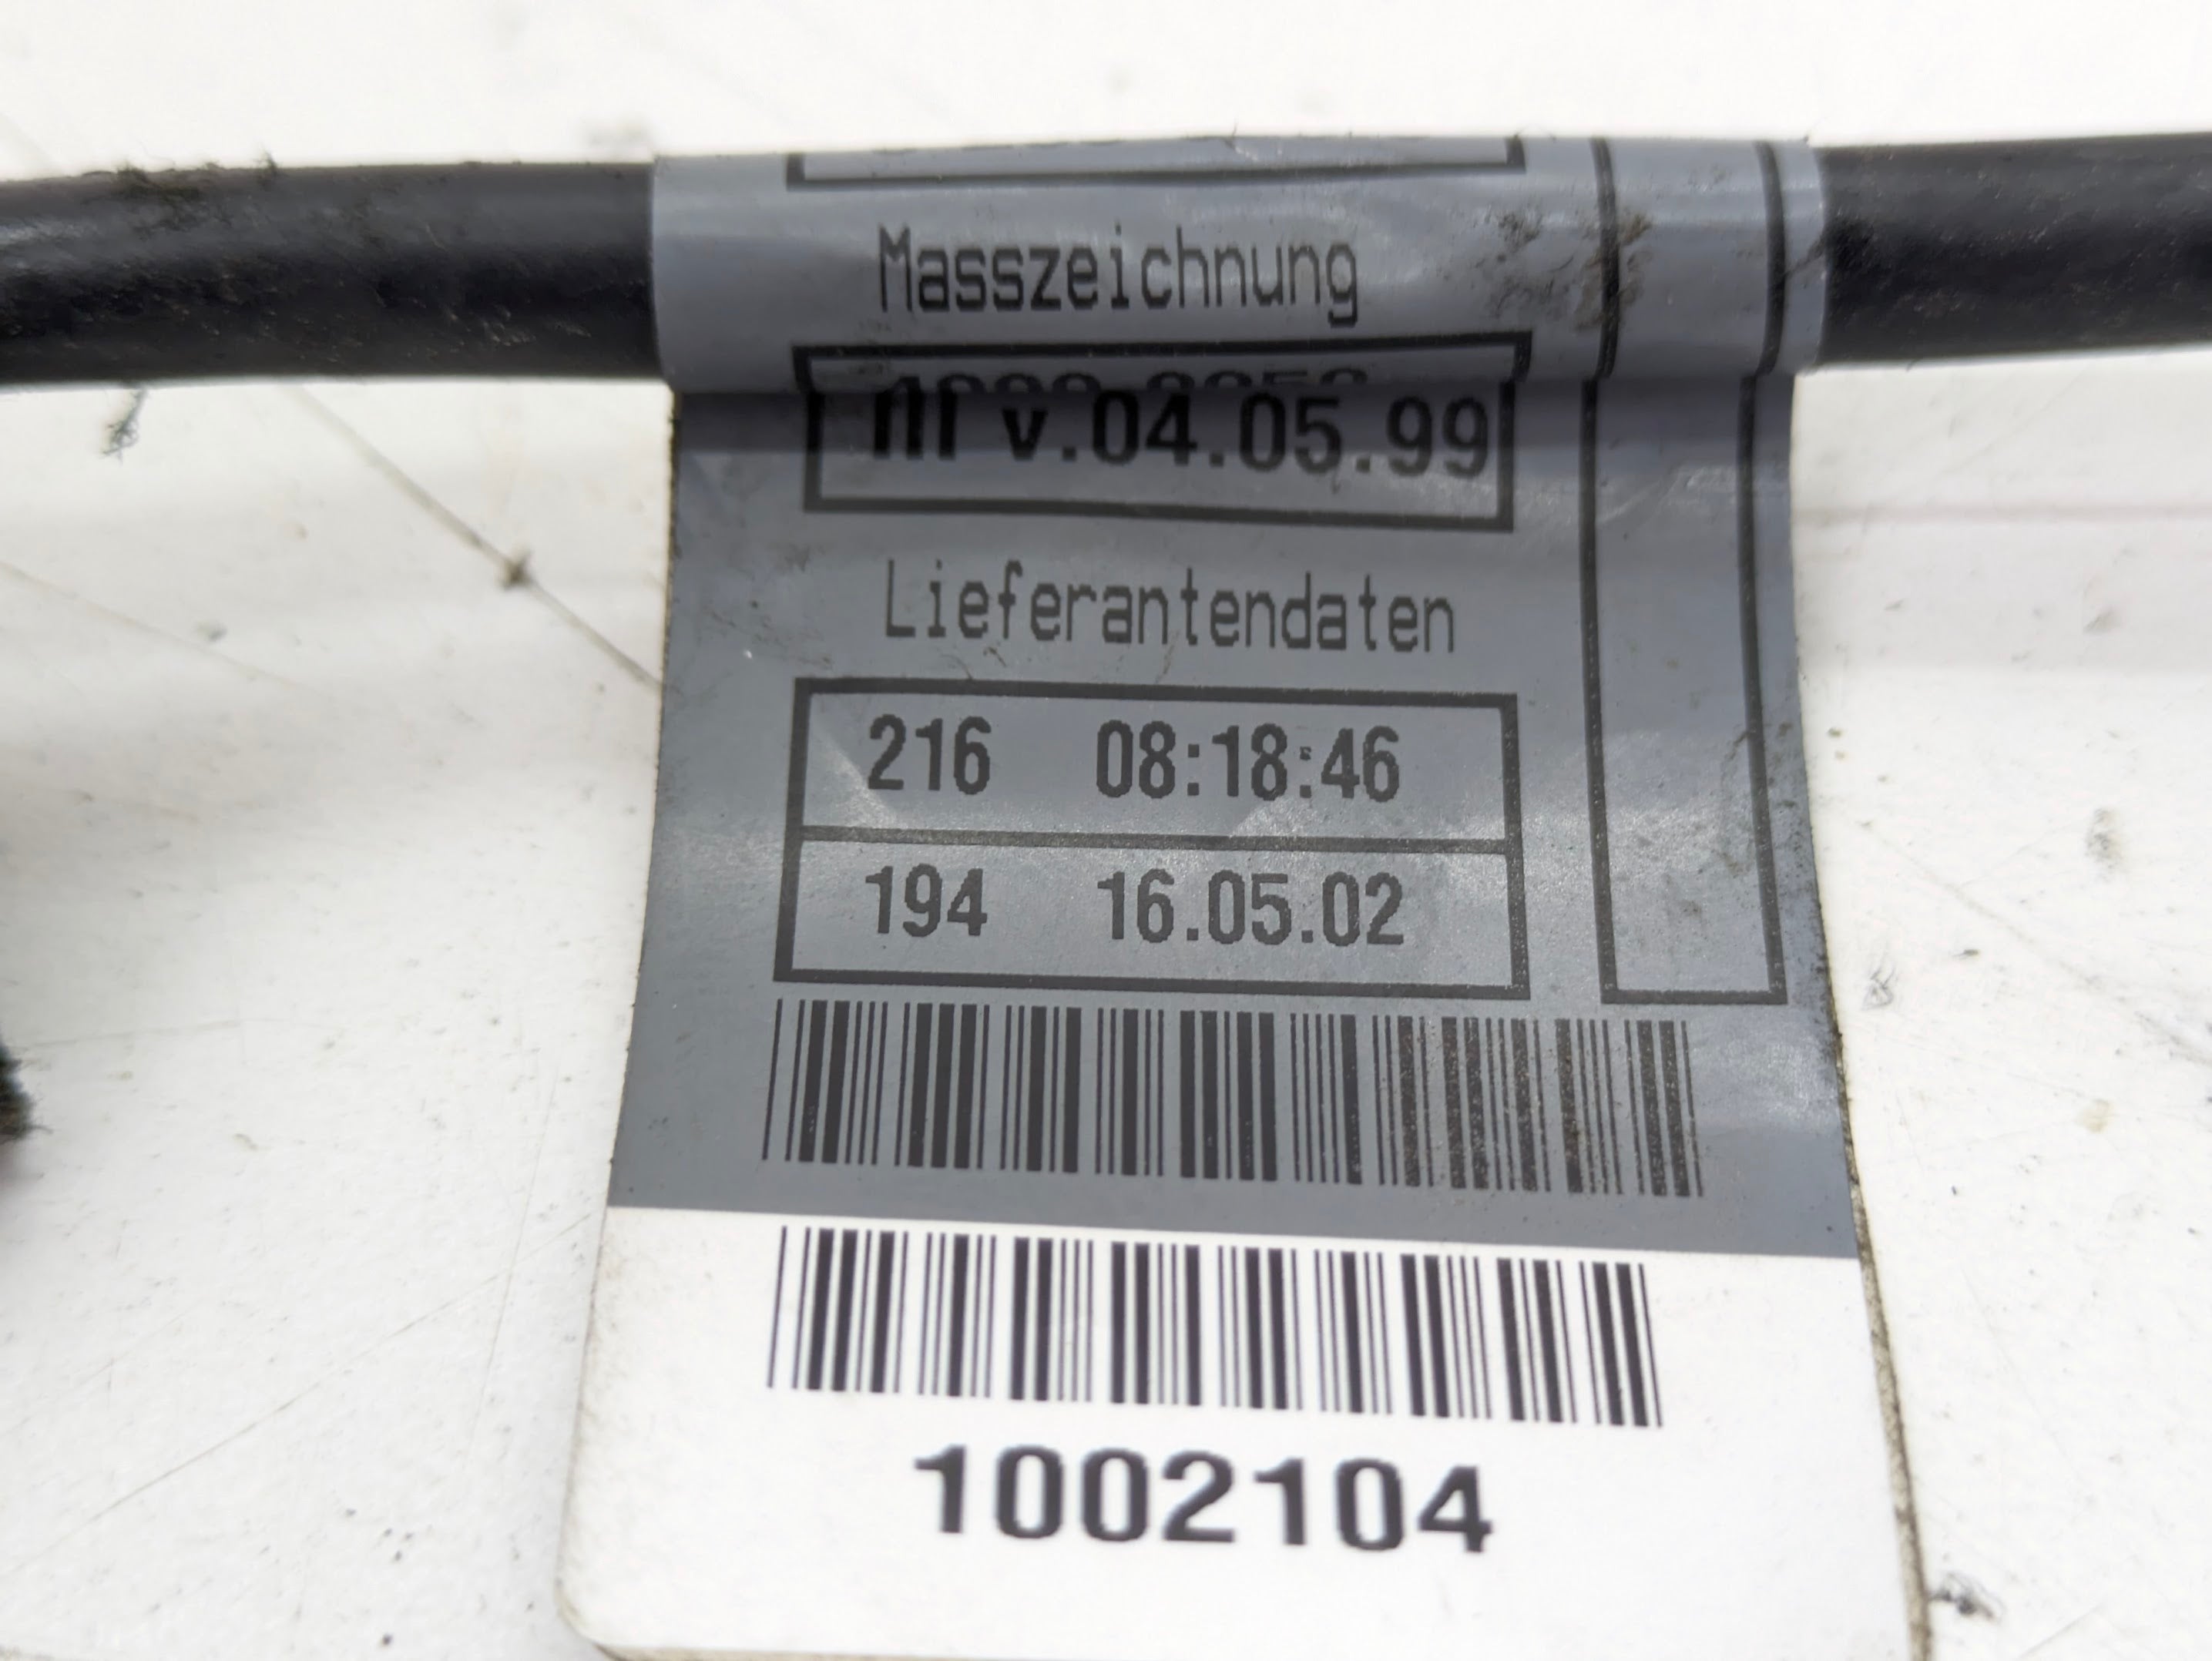 Masszeichnung
v.04.05.99
Lieferantendaten
216 08:18:46
194 16.05.02
1002104